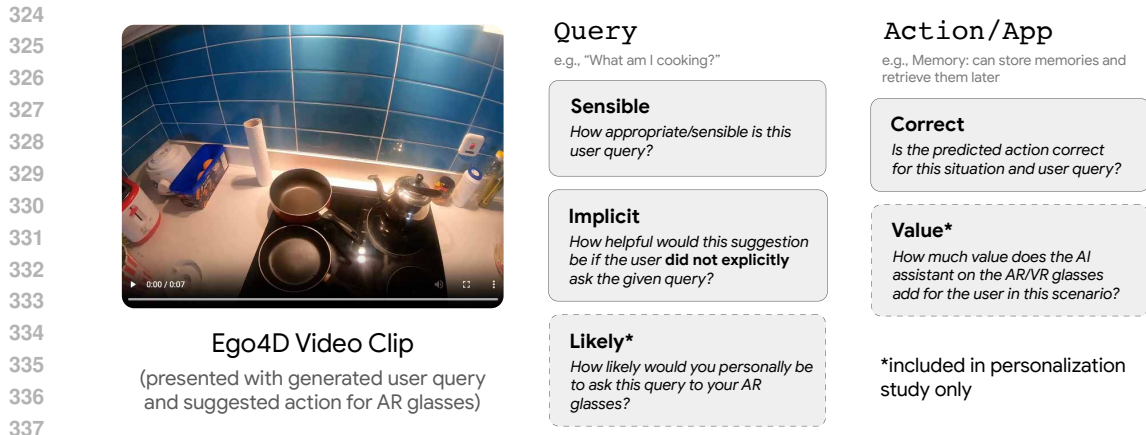 324
325
326
327
328
329
330
331
332
333
334
335
336
337
0:00 / 0:07
Ego4D Video Clip
(presented with generated user query
and suggested action for AR glasses)
Query
e.g., “What am I cooking?”
Sensible
How appropriate/sensible is this
user query?
Implicit
How helpful would this suggestion
be if the user did not explicitly
ask the given query?
Likely*
How likely would you personally be
to ask this query to your AR
glasses?
Action/App
e.g., Memory: can store memories and
retrieve them later
Correct
Is the predicted action correct
for this situation and user query?
Value*
How much value does the AI
assistant on the AR/VR glasses
add for the user in this scenario?
*included in personalization
study only